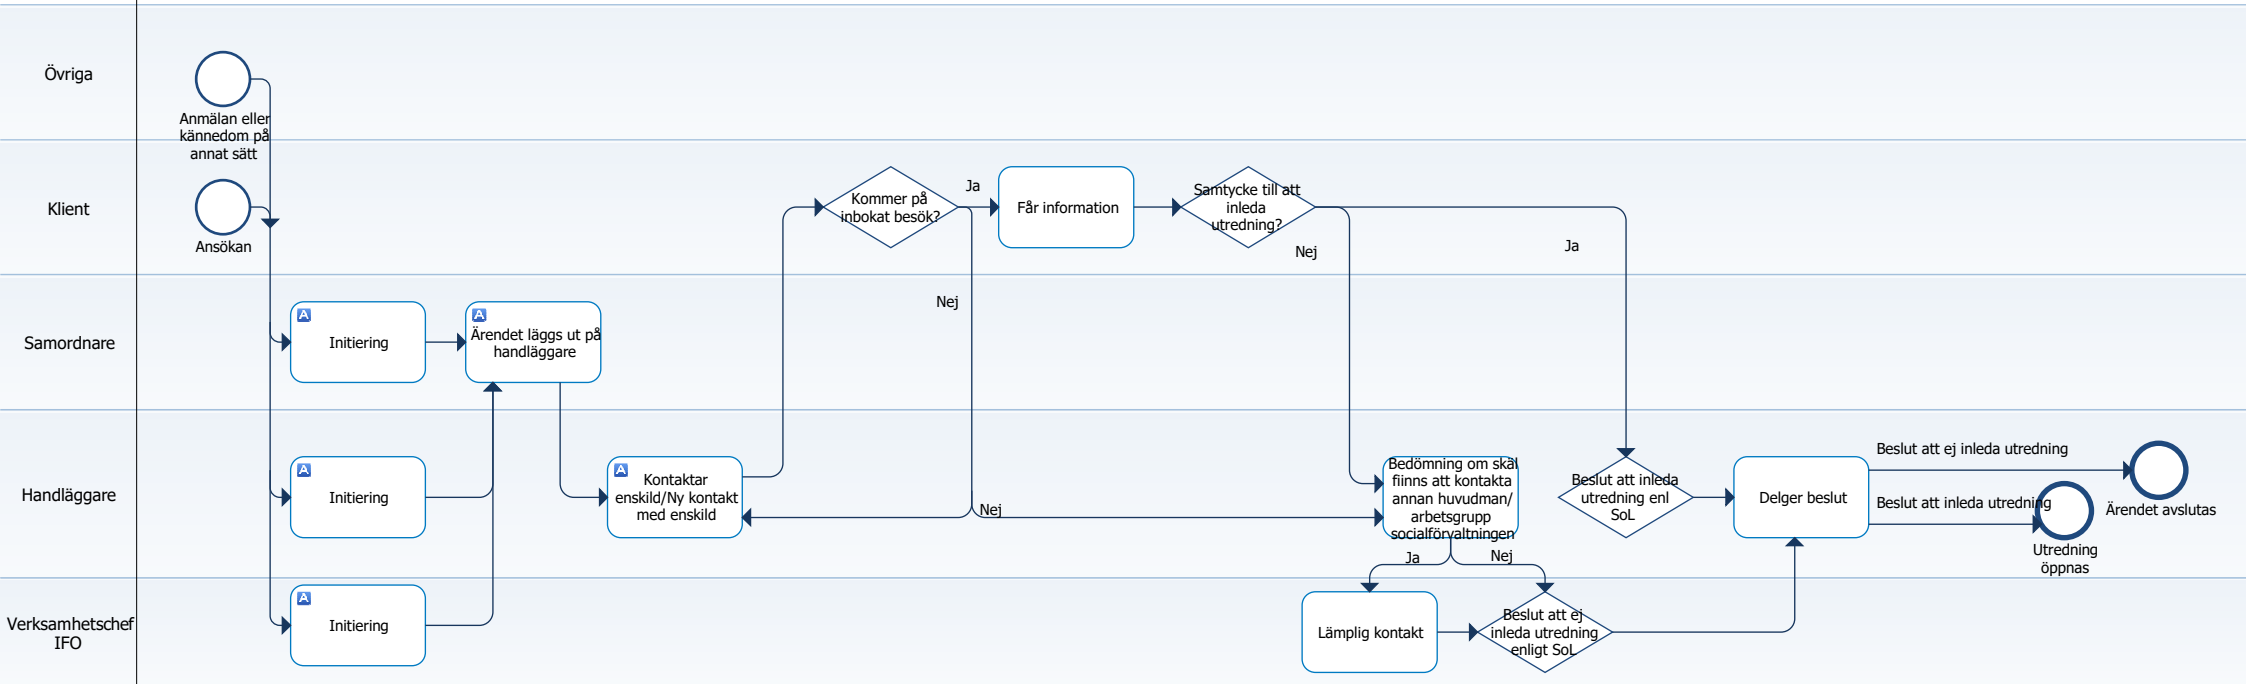 Övriga
Anmälan eller
kännedom på
annat sätt
Klient
Ansökan
Kommer på
inbokat besök?
Ja
Nej
Får information
Samtycke till att
inleda
utredning?
Nej
Ja
Samordnare
A
Initiering
A
Ärendet läggs ut på
handläggare
Handläggare
A
Initiering
A
Kontaktar
enskild/Ny kontakt
med enskild
Nej
Bedömning om skäl
fiinns att kontakta
annan huvudman/
arbetsgrupp
socialförvaltningen
Ja
Nej
Beslut att inleda
utredning enl
SoL
Delger beslut
Beslut att ej inleda utredning
Beslut att inleda utredning
Ärendet avslutas
Utredning
öppnas
Verksamhetschef
IFO
A
Initiering
Lämplig kontakt
Beslut att ej
inleda utredning
enligt SoL